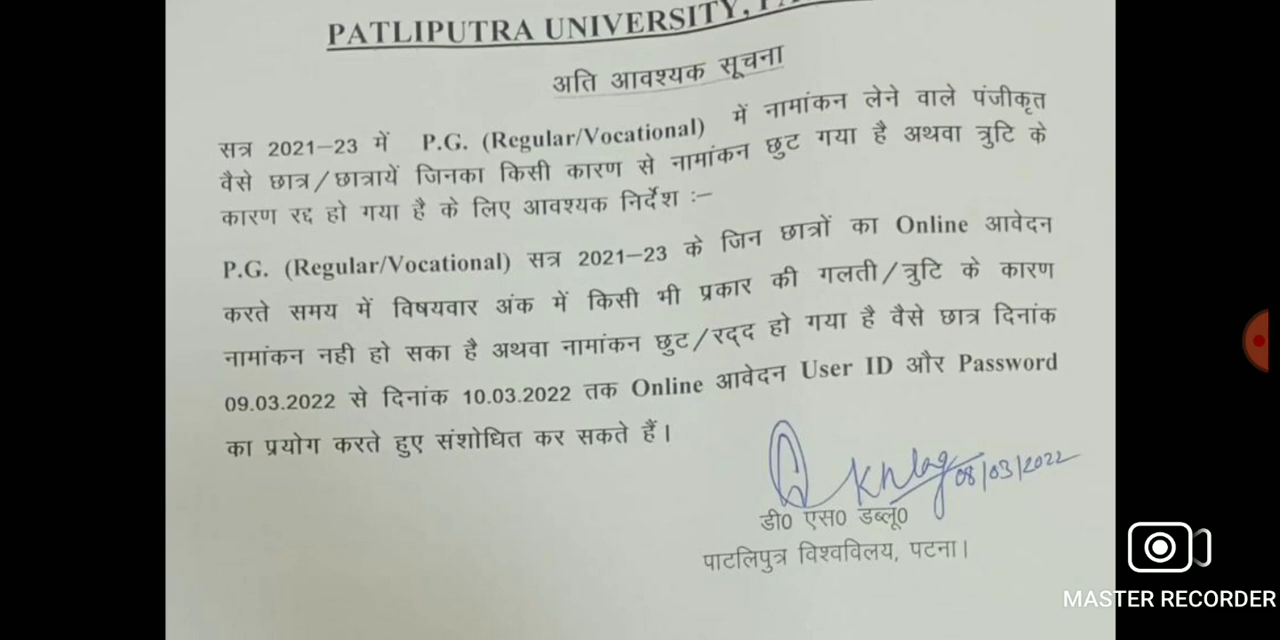 PATLIPUTRA UNIVERSITY,
अति आवश्यक सूचना
सत्र 2021–23 में P.G. (Regular/Vocational) में नामांकन लेने वाले पंजीकृत
वैसे छात्र/छात्रायें जिनका किसी कारण से नामांकन छुट गया है अथवा त्रुटि के
कारण रद्द हो गया है के लिए आवश्यक निर्देश :–
P.G. (Regular/Vocational) सत्र 2021–23 के जिन छात्रों का Online आवेदन
करते समय में विषयवार अंक में किसी भी प्रकार की गलती/त्रुटि के कारण
नामांकन नही हो सका है अथवा नामांकन छुट/रद्द हो गया है वैसे छात्र दिनांक
09.03.2022 से दिनांक 10.03.2022 तक Online आवेदन User ID और Password
का प्रयोग करते हुए संशोधित कर सकते हैं।
08/03/2022
डी0 एस0 डब्लू0
पाटलिपुत्र विश्वविलय, पटना।
MASTER RECORDER